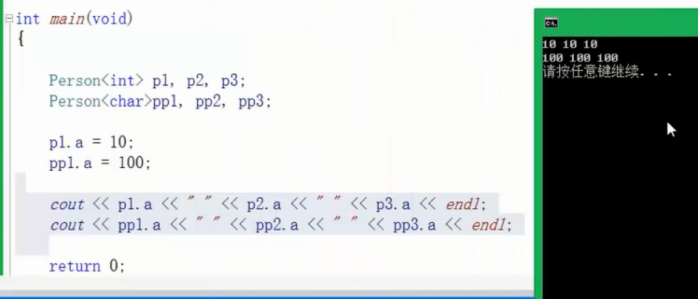 int main(void)
{
Person<int> p1, p2, p3;
Person<char>pp1, pp2, pp3;
p1.a = 10;
pp1.a = 100;
cout << p1.a << " " << p2.a << " " << p3.a << endl;
cout << pp1.a << " " << pp2.a << " " << pp3.a << endl;
return 0;
C:\.
10 10 10
100 100 100
请按任意键继续. . .